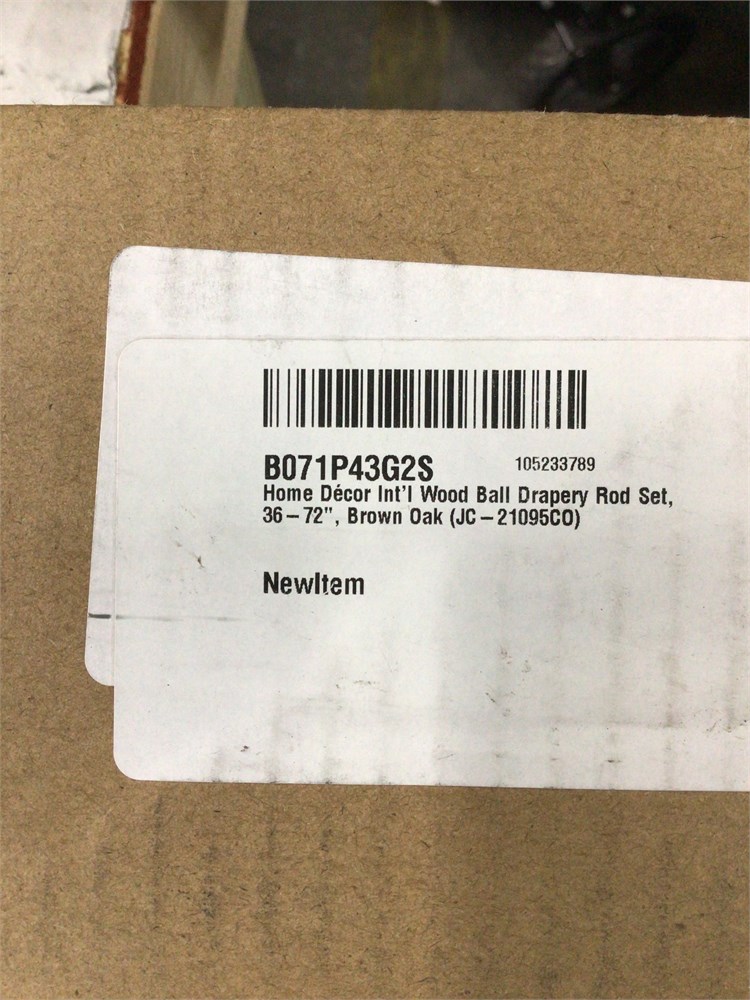 B071P43G2S 105233789
Home Décor Int'l Wood Ball Drapery Rod Set,
36–72", Brown Oak (JC–21095CO)
NewItem